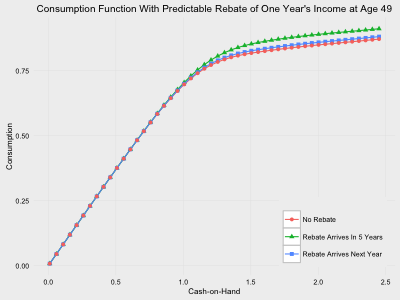 Consumption Function With Predictable Rebate of One Year's Income at Age 49
Consumption
0.75
0.50
0.25
0.00
0.0 0.5 1.0 1.5 2.0 2.5
Cash-on-Hand
No Rebate
Rebate Arrives In 5 Years
Rebate Arrives Next Year